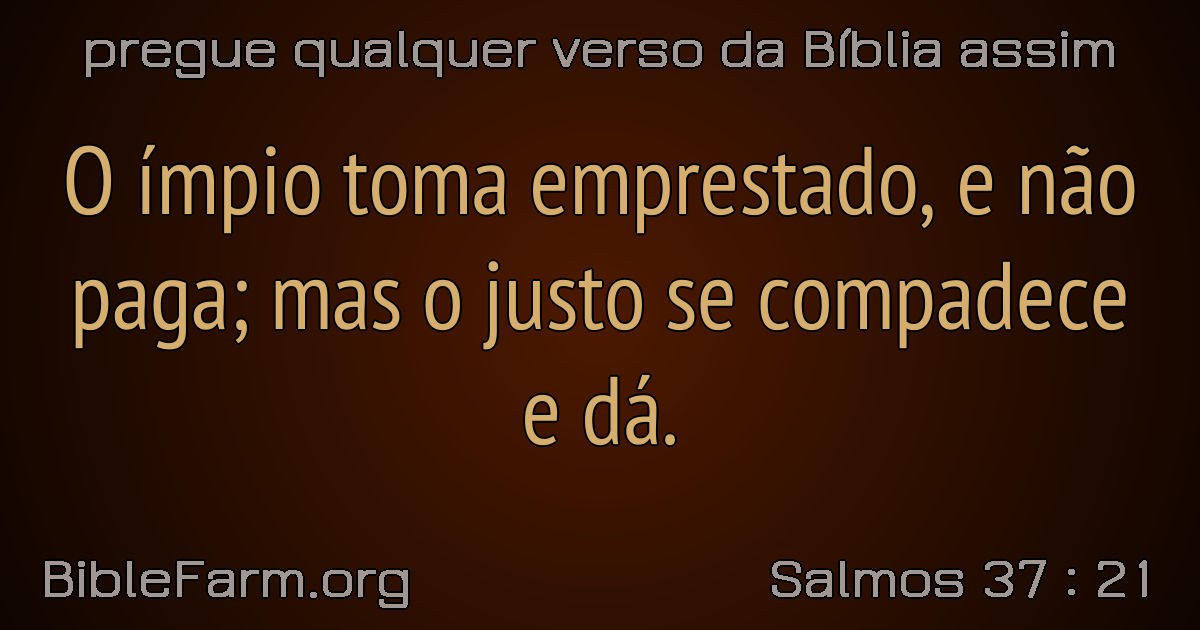 pregue qualquer verso da Bíblia assim
O ímpio toma emprestado, e não
paga; mas o justo se compadece
e dá.
BibleFarm.org
Salmos 37 : 21